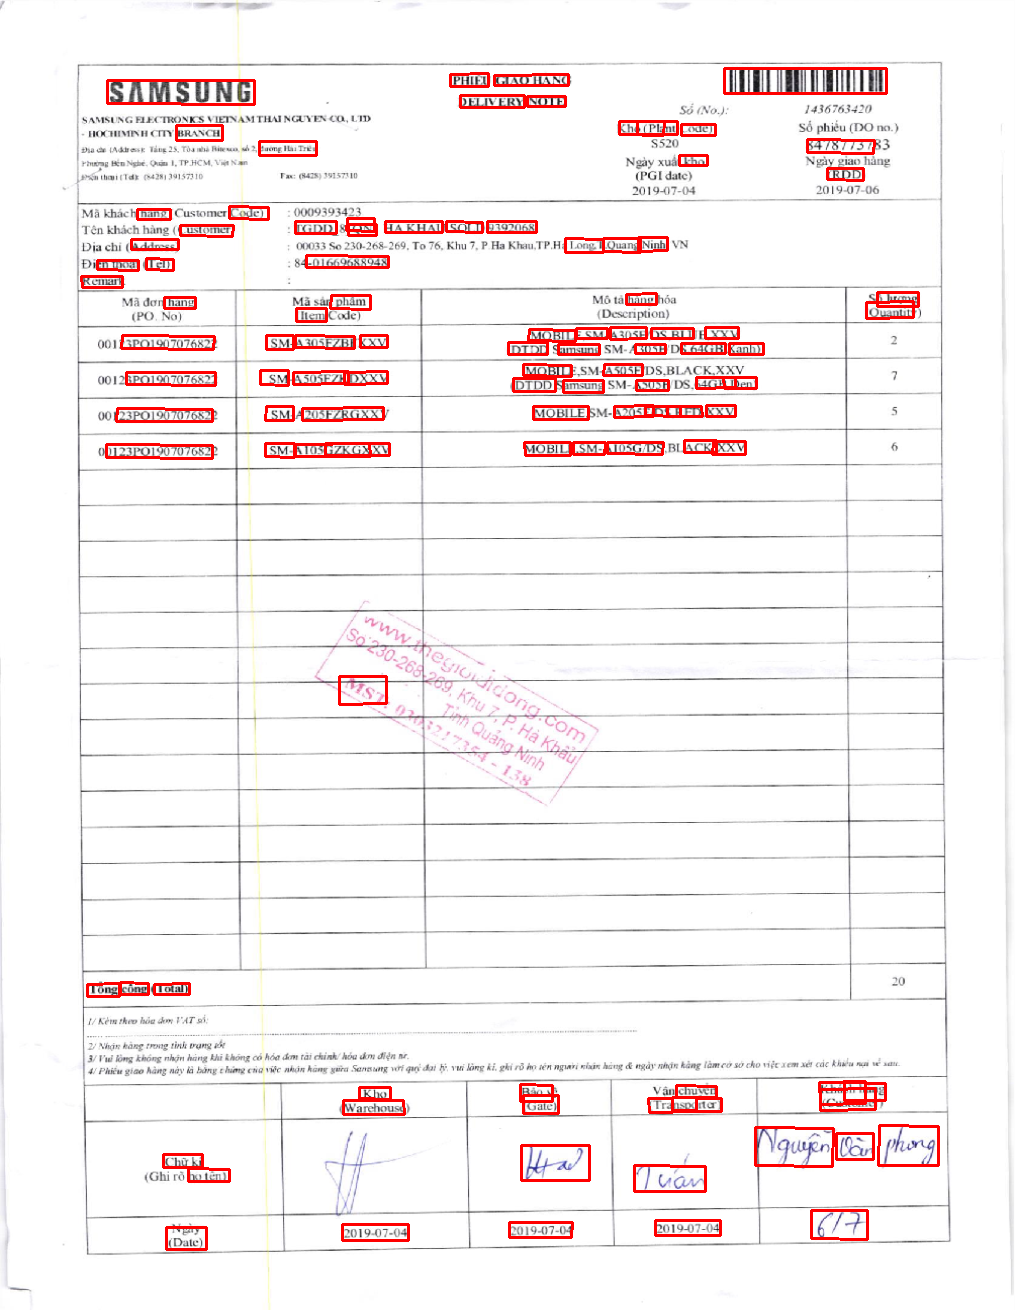 SAMSUNG
PHIẾU GIAO HÀNG
DELIVERY NOTE
SAMSUNG ELECTRONICS VIETNAM THAI NGUYEN CO., LTD
- HOCHIMINH CITY BRANCH
Địa chỉ (Address): Tầng 25, Tòa nhà Bitexco, số 2, Đường Hải Triều
Phường Bến Nghé, Quận 1, TP.HCM, Việt Nam
Điện thoại (Tel): (8428) 39157310 Fax: (8428) 39157310
Số (No.): 1436763420
Kho (Plant Code) Số phiếu (DO no.)
S520 8478773783
Ngày xuất kho Ngày giao hàng
(PGI date) (RDD)
2019-07-04 2019-07-06
Mã khách hàng Customer Code) : 0009393423
Tên khách hàng (Customer) : TGDD_8 HA KHAU SOLD 9392068
Địa chỉ (Address) : 00033 So 230-268-269, To 76, Khu 7, P.Ha Khau,TP.Ha Long, Quang Ninh VN
Điện thoại (Tel) : 84-01669688948
Remark :
Mã đơn hàng Mã sản phẩm Mô tả hàng hóa Số lượng
(PO. No) (Item Code) (Description) (Quantity)
00123PO1907076822 SM-A305FZBFXXV MOBILE,SM-A305F/DS,BLUE,XXV 2
(DTDD Samsung SM-A305F/DS,64GB,Xanh)
00123PO1907076822 SM-A505FZKDXXV MOBILE,SM-A505F/DS,BLACK,XXV 7
(DTDD Samsung SM-A505F/DS,64GB,Đen)
00123PO1907076822 SM-A205FZRGXXV MOBILE,SM-A205F/DS,RED,XXV 5
00123PO1907076822 SM-A105GZKGXXV MOBILE,SM-A105G/DS,BLACK,XXV 6
www.thegioididong.com
Số:230-268-269, Khu 7, P. Hà Khẩu
Tỉnh Quảng Ninh
MST: 0303217354 - 138
Tổng cộng (Total) 20
1/ Kèm theo hóa đơn VAT số:
2/ Nhận hàng trong tình trạng tốt
3/ Vui lòng không nhận hàng khi không có hóa đơn tài chính/ hóa đơn điện tử.
4/ Phiếu giao hàng này là bằng chứng của việc nhận hàng giữa Samsung với quý đại lý, vui lòng kí, ghi rõ họ tên người nhận hàng & ngày nhận hàng làm cơ sở cho việc xem xét các khiếu nại về sau.
Kho Bảo vệ Vận chuyển Khách hàng
(Warehouse) (Gate) (Transporter) (Customer)
Chữ kí
(Ghi rõ họ tên) Tuấn Nguyễn Văn phong
Ngày
(Date) 2019-07-04 2019-07-04 2019-07-04 6/7